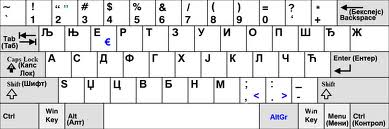 ~ ! “ ” # $ % & / ( ) = ? * (Бекспејс)
` 1 2 3 4 5 6 7 8 9 0 ' + Backspace
Tab (Таб) Љ Њ Е Р Т З У И О П Ш Ђ Ж
€
Caps Lock (Капс Лок) А С Д Ф Г Х Ј К Л Ч Ћ Enter (Ентер)
Shift (Шифт) Ѕ Џ Ц В Б Н М ; : _ Shift
, < . > -
Ctrl Win Key Alt (Алт) AltGr Win Key Menu (Мени) Ctrl (Контрол)